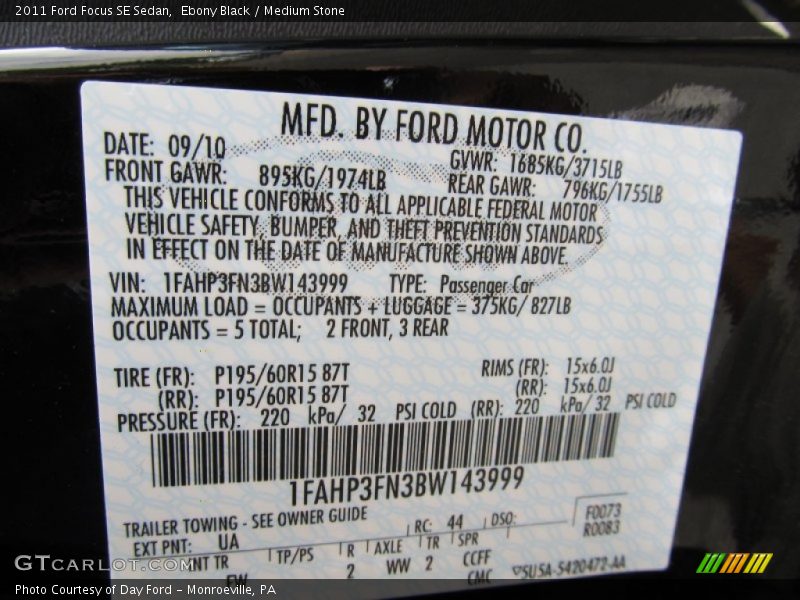 2011 Ford Focus SE Sedan, Ebony Black / Medium Stone
MFD. BY FORD MOTOR CO.
DATE: 09/10 GVWR: 1685KG/3715LB
FRONT GAWR: 895KG/1974LB REAR GAWR: 796KG/1755LB
THIS VEHICLE CONFORMS TO ALL APPLICABLE FEDERAL MOTOR
VEHICLE SAFETY, BUMPER, AND THEFT PREVENTION STANDARDS
IN EFFECT ON THE DATE OF MANUFACTURE SHOWN ABOVE.
VIN: 1FAHP3FN3BW143999 TYPE: Passenger Car
MAXIMUM LOAD = OCCUPANTS + LUGGAGE = 375KG/ 827LB
OCCUPANTS = 5 TOTAL; 2 FRONT, 3 REAR
TIRE (FR): P195/60R15 87T RIMS (FR): 15x6.0J
(RR): P195/60R15 87T (RR): 15x6.0J
PRESSURE (FR): 220 kPa/ 32 PSI COLD (RR): 220 kPa/ 32 PSI COLD
1FAHP3FN3BW143999
TRAILER TOWING - SEE OWNER GUIDE
RC: 44 DSO: F0073
EXT PNT: UA R0083
INT TR TP/PS R AXLE TR SPR
EW 2 WW 2 CCFF
CMC SU5A-5420472-AA
GTCarLot.com
Photo Courtesy of Day Ford – Monroeville, PA